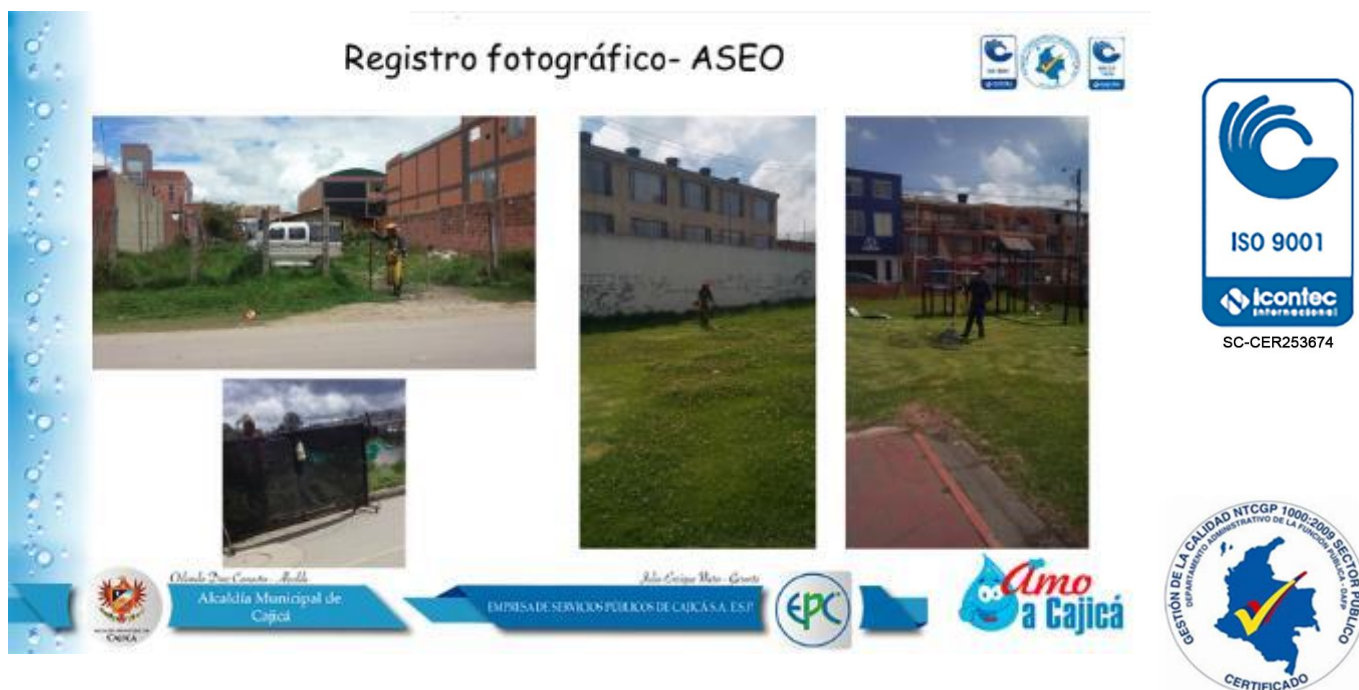 Registro fotográfico- ASEO
ISO 9001
icontec
internacional
SC-CER253674
Alcaldía Municipal de
Cajicá
EMPRESA DE SERVICIOS PÚBLICOS DE CAJICÁ S.A. E.S.P
EPC
Amo
a Cajicá
CAJICÁ
GESTIÓN DE LA CALIDAD NTCGP 1000:2009 SECTOR PÚBLICO
DEPARTAMENTO ADMINISTRATIVO DE LA FUNCIÓN PÚBLICA - DAFP
CERTIFICADO